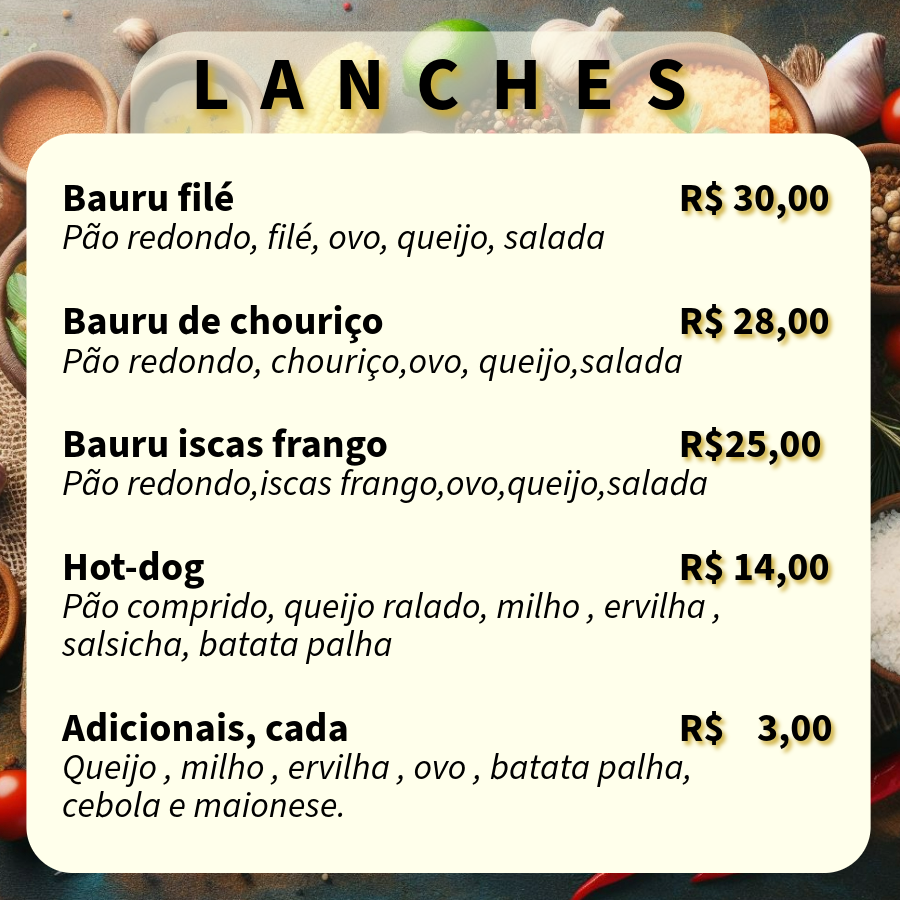 LANCHES
Bauru filé R$ 30,00
Pão redondo, filé, ovo, queijo, salada
Bauru de chouriço R$ 28,00
Pão redondo, chouriço,ovo, queijo,salada
Bauru iscas frango R$25,00
Pão redondo,iscas frango,ovo,queijo,salada
Hot-dog R$ 14,00
Pão comprido, queijo ralado, milho , ervilha ,
salsicha, batata palha
Adicionais, cada R$ 3,00
Queijo , milho , ervilha , ovo , batata palha,
cebola e maionese.